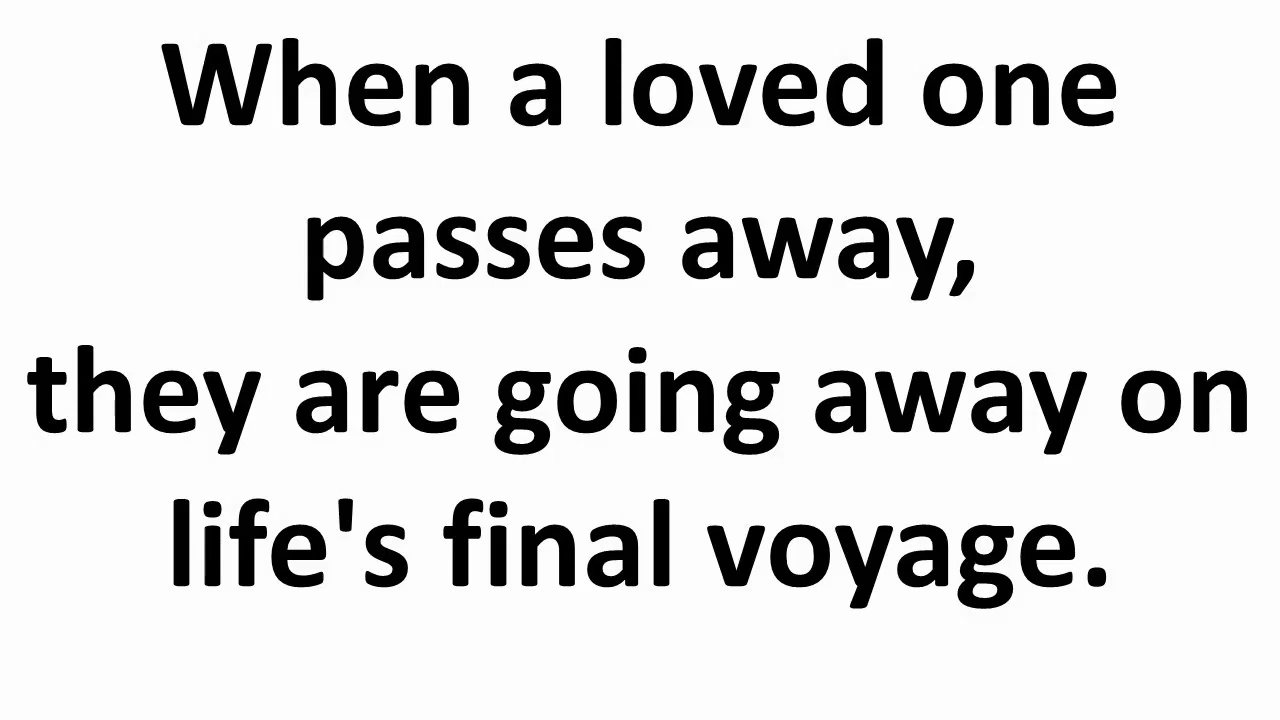 When a loved one
passes away,
they are going away on
life's final voyage.